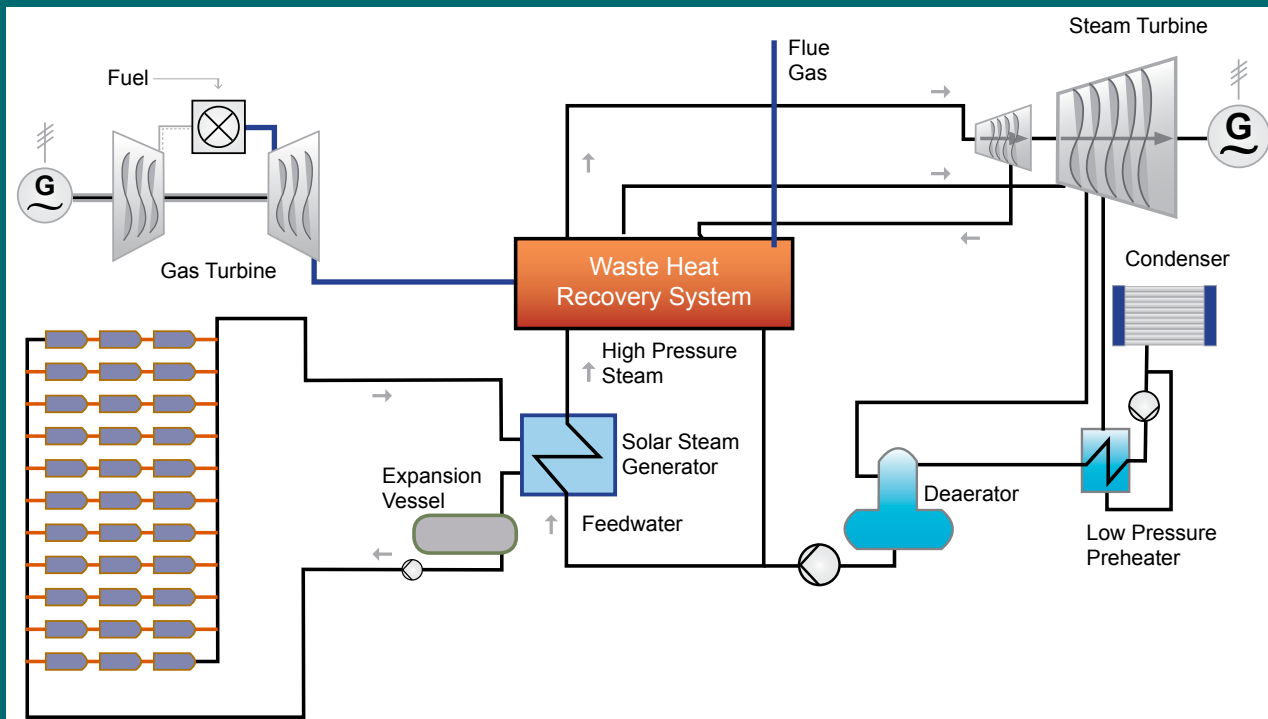 Steam Turbine
Flue
Gas
Fuel
G
G
Gas Turbine
Waste Heat
Recovery System
Condenser
High Pressure
Steam
Solar Steam
Generator
Expansion
Vessel
Feedwater
Deaerator
Low Pressure
Preheater